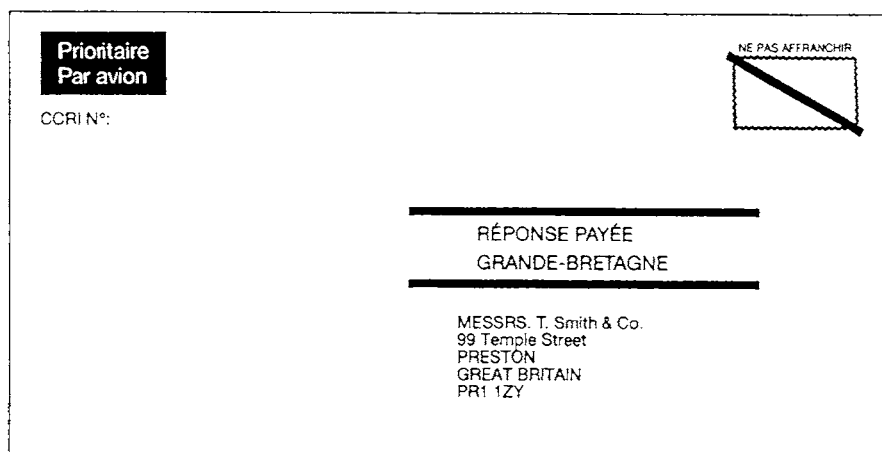 Prioritaire
Par avion
NE PAS AFFRANCHIR
CCRI N°:
RÉPONSE PAYÉE
GRANDE-BRETAGNE
MESSRS. T. Smith & Co.
99 Temple Street
PRESTON
GREAT BRITAIN
PR1 1ZY